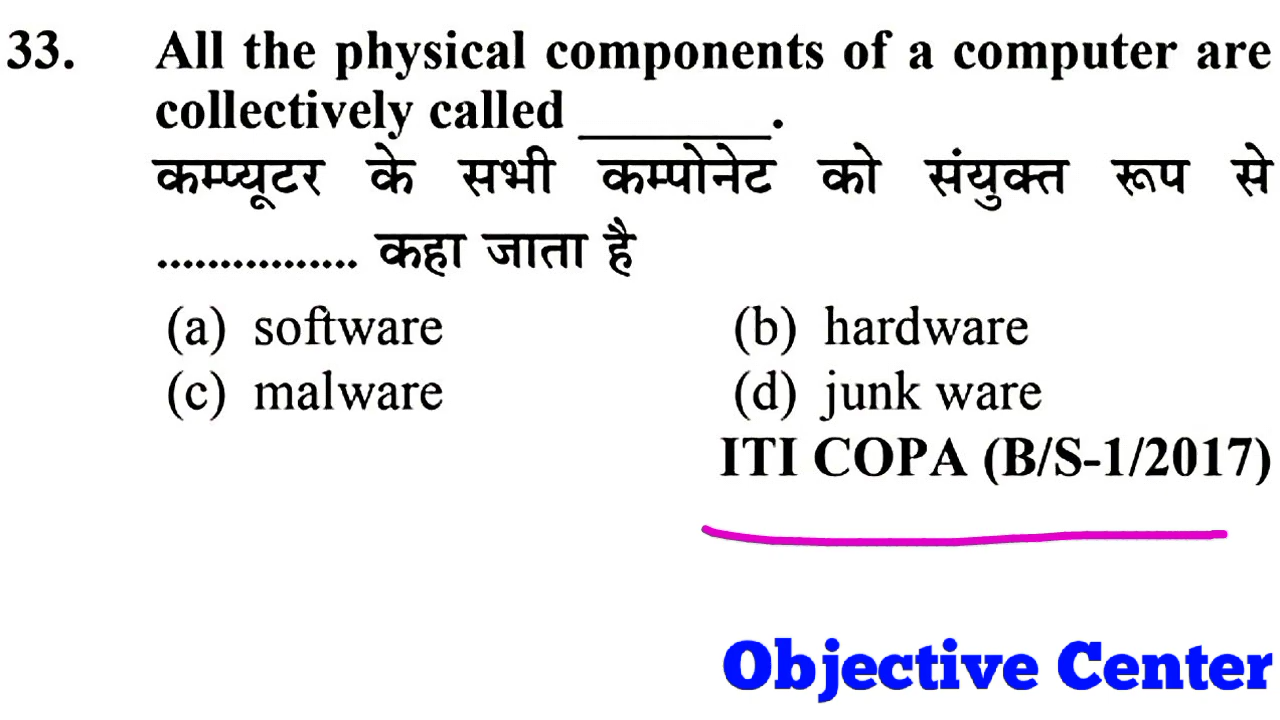 33. All the physical components of a computer are
collectively called _______.
कम्प्यूटर के सभी कम्पोनेट को संयुक्त रूप से
................ कहा जाता है
(a) software (b) hardware
(c) malware (d) junk ware
ITI COPA (B/S-1/2017)
Objective Center